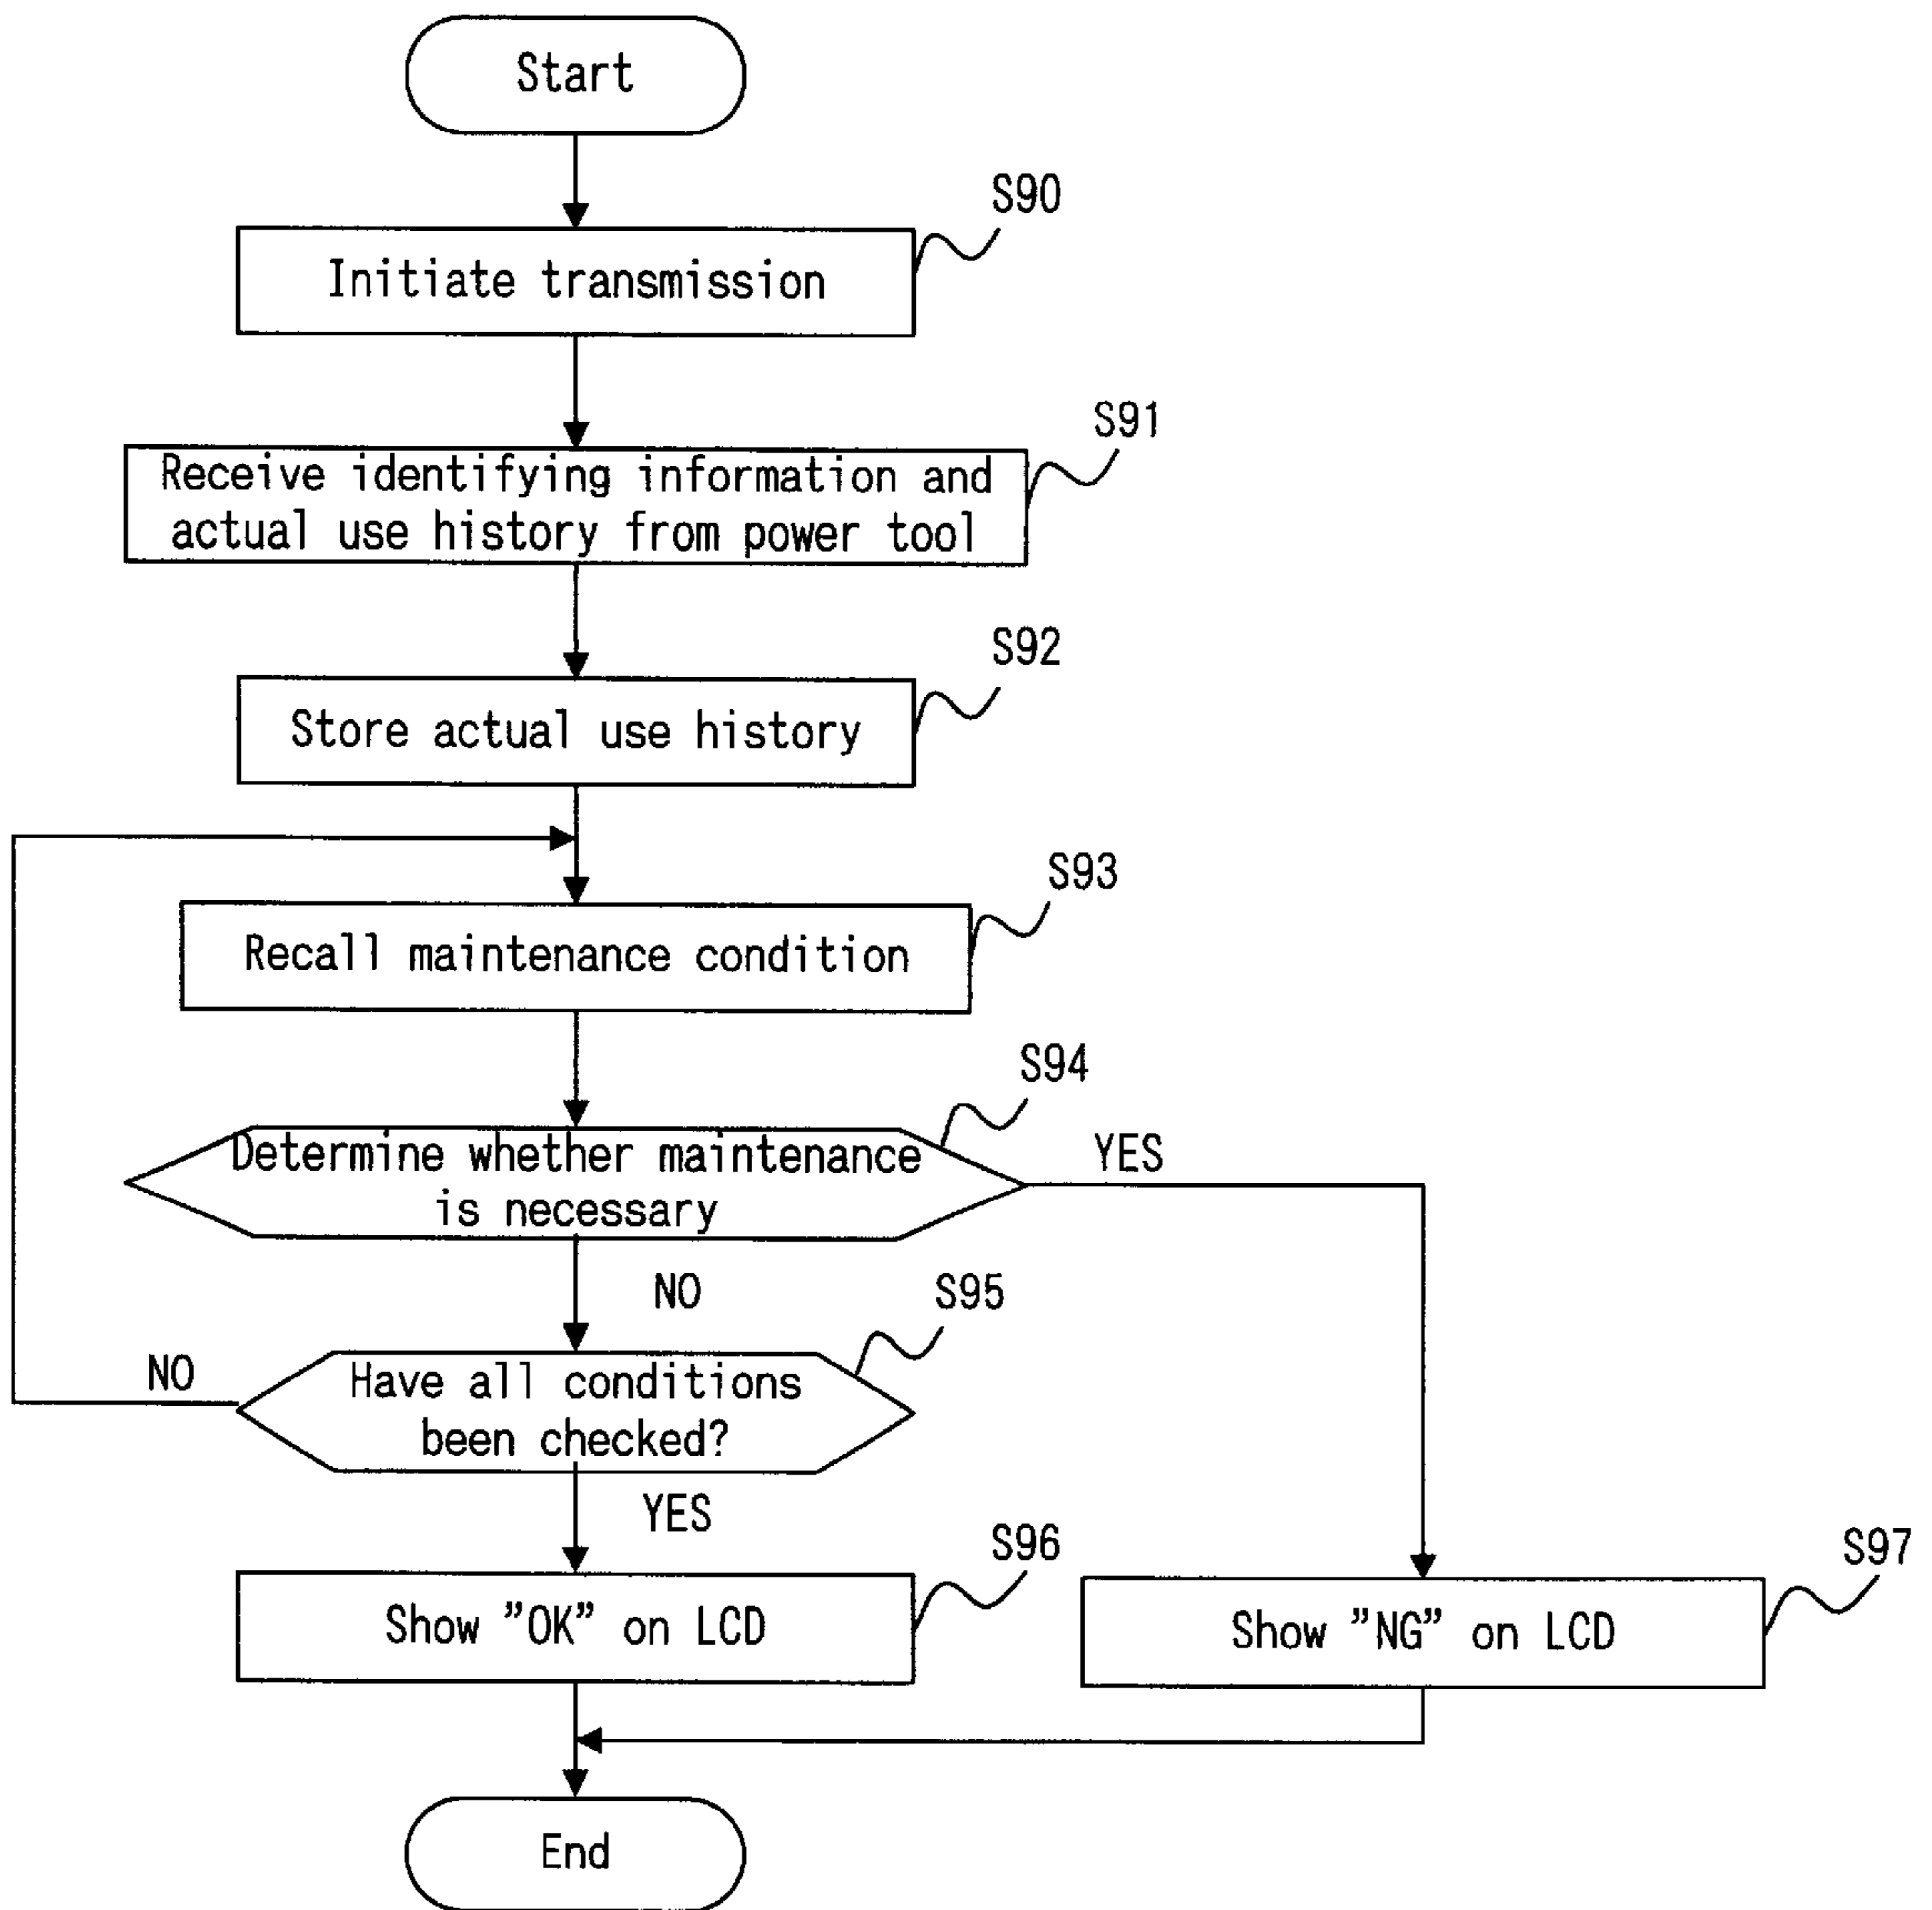 Start
S90
Initiate transmission
S91
Receive identifying information and
actual use history from power tool
S92
Store actual use history
S93
Recall maintenance condition
S94
Determine whether maintenance
is necessary
YES
NO
S95
NO
Have all conditions
been checked?
YES
S96
S97
Show ”OK” on LCD
Show ”NG” on LCD
End